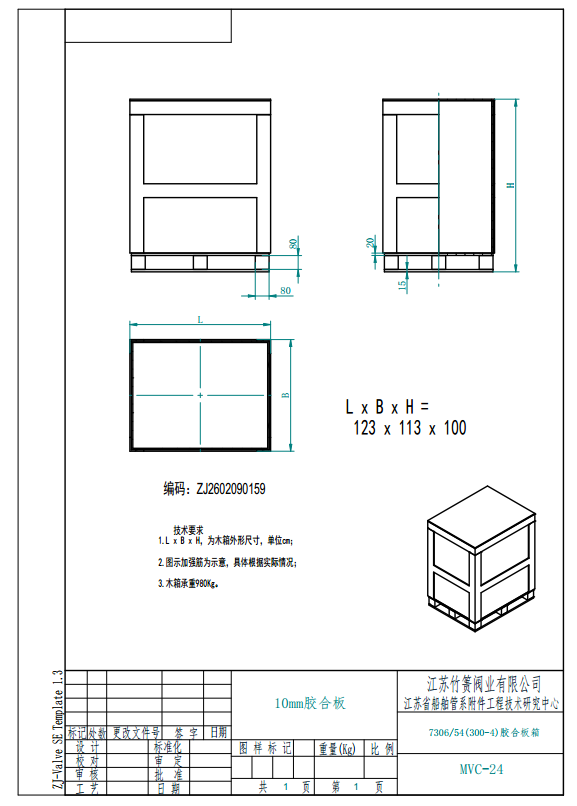 80
80
20
15
H
L
B
L x B x H =
123 x 113 x 100
编码: ZJ2602090159
技术要求
1.L x B x H, 为木箱外形尺寸, 单位cm;
2.图示加强筋为示意, 具体根据实际情况;
3.木箱承重980Kg。
ZJ-Valve SE Template 1.3
10mm胶合板
江苏竹箦阀业有限公司
江苏省船舶管系附件工程技术研究中心
标记 处数 更改文件号 签 字 日期
7306/54(300-4)胶合板箱
设 计 标准化
图 样 标 记 重量(Kg) 比 例
校 对 审 定
审 核 批 准
MVC-24
工 艺 日 期
共 1 页 第 1 页